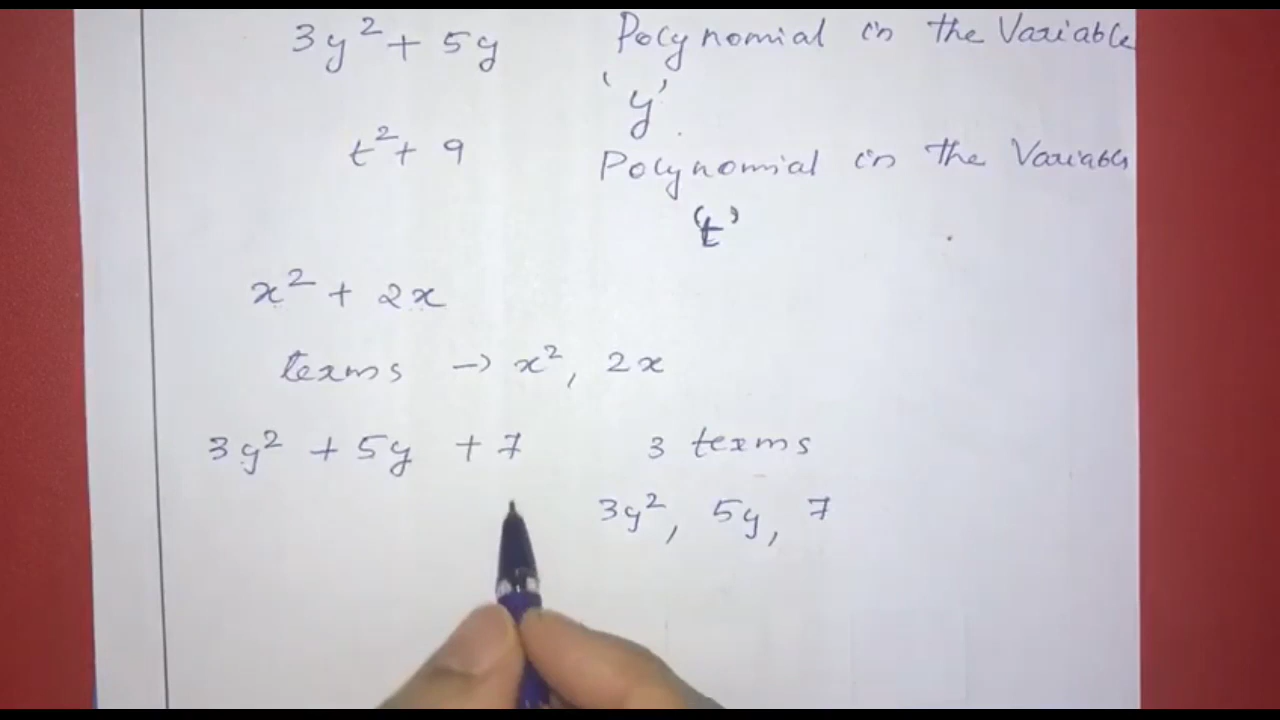 3y² + 5y Polynomial in the Variable
'y'.
t² + 9 Polynomial in the Variable
't'
x² + 2x
terms → x², 2x
3y² + 5y + 7 3 terms
3y², 5y, 7